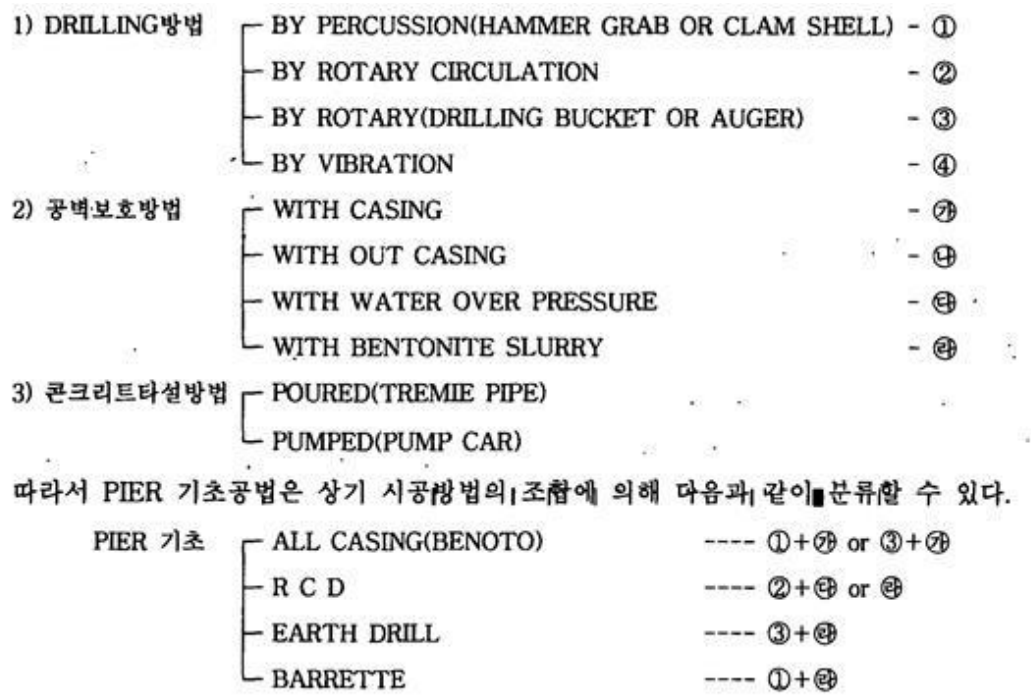 1) DRILLING방법 BY PERCUSSION(HAMMER GRAB OR CLAM SHELL) - ①
BY ROTARY CIRCULATION - ②
BY ROTARY(DRILLING BUCKET OR AUGER) - ③
BY VIBRATION - ④
2) 공벽보호방법 WITH CASING - ㉮
WITH OUT CASING - ㉯
WITH WATER OVER PRESSURE - ㉰
WITH BENTONITE SLURRY - ㉱
3) 콘크리트타설방법 POURED(TREMIE PIPE)
PUMPED(PUMP CAR)
따라서 PIER 기초공법은 상기 시공방법의 조합에 의해 다음과 같이 분류할 수 있다.
PIER 기초 ALL CASING(BENOTO) ---- ①+㉮ or ③+㉮
R C D ---- ②+㉰ or ㉱
EARTH DRILL ---- ③+㉱
BARRETTE ---- ①+㉱